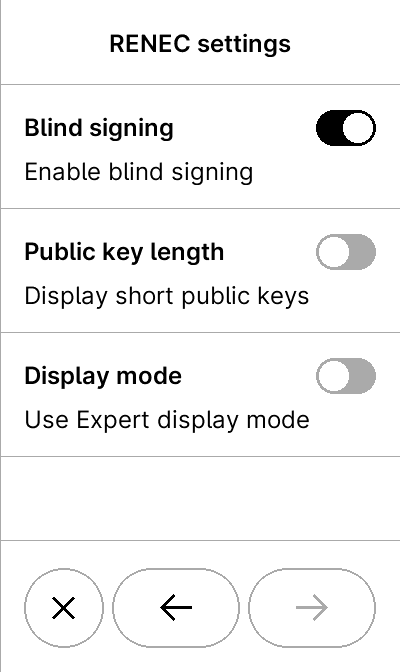 RENEC settings
Blind signing
Enable blind signing
Public key length
Display short public keys
Display mode
Use Expert display mode